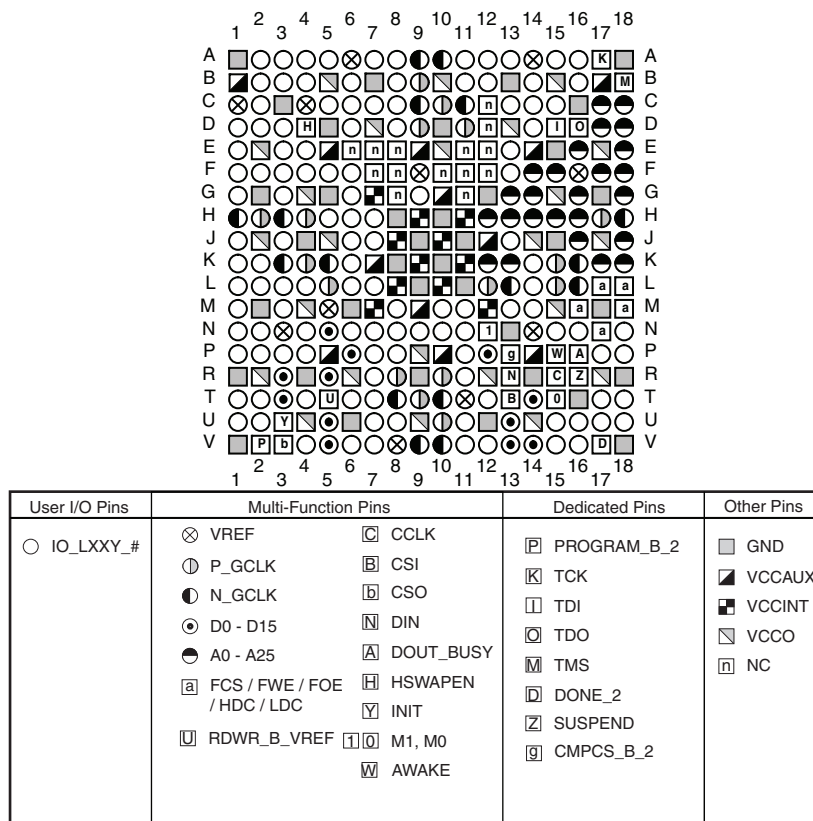 2 4 6 8 10 12 14 16 18
1 3 5 7 9 11 13 15 17
A K A
B M B
C n C
D H n I O D
E n n n n n E
F n n n n n F
G n n G
H H
J J
K K
L a a L
M a a M
N 1 a N
P g W A P
R N C Z R
T U B 0 T
U Y U
V P b D V
2 4 6 8 10 12 14 16 18
1 3 5 7 9 11 13 15 17
User I/O Pins Multi-Function Pins Dedicated Pins Other Pins
IO_LXXY_#
VREF
P_GCLK
N_GCLK
D0 - D15
A0 - A25
a FCS / FWE / FOE
/ HDC / LDC
U RDWR_B_VREF
C CCLK
B CSI
b CSO
N DIN
A DOUT_BUSY
H HSWAPEN
Y INIT
1 0 M1, M0
W AWAKE
P PROGRAM_B_2
K TCK
I TDI
O TDO
M TMS
D DONE_2
Z SUSPEND
g CMPCS_B_2
GND
VCCAUX
VCCINT
VCCO
n NC